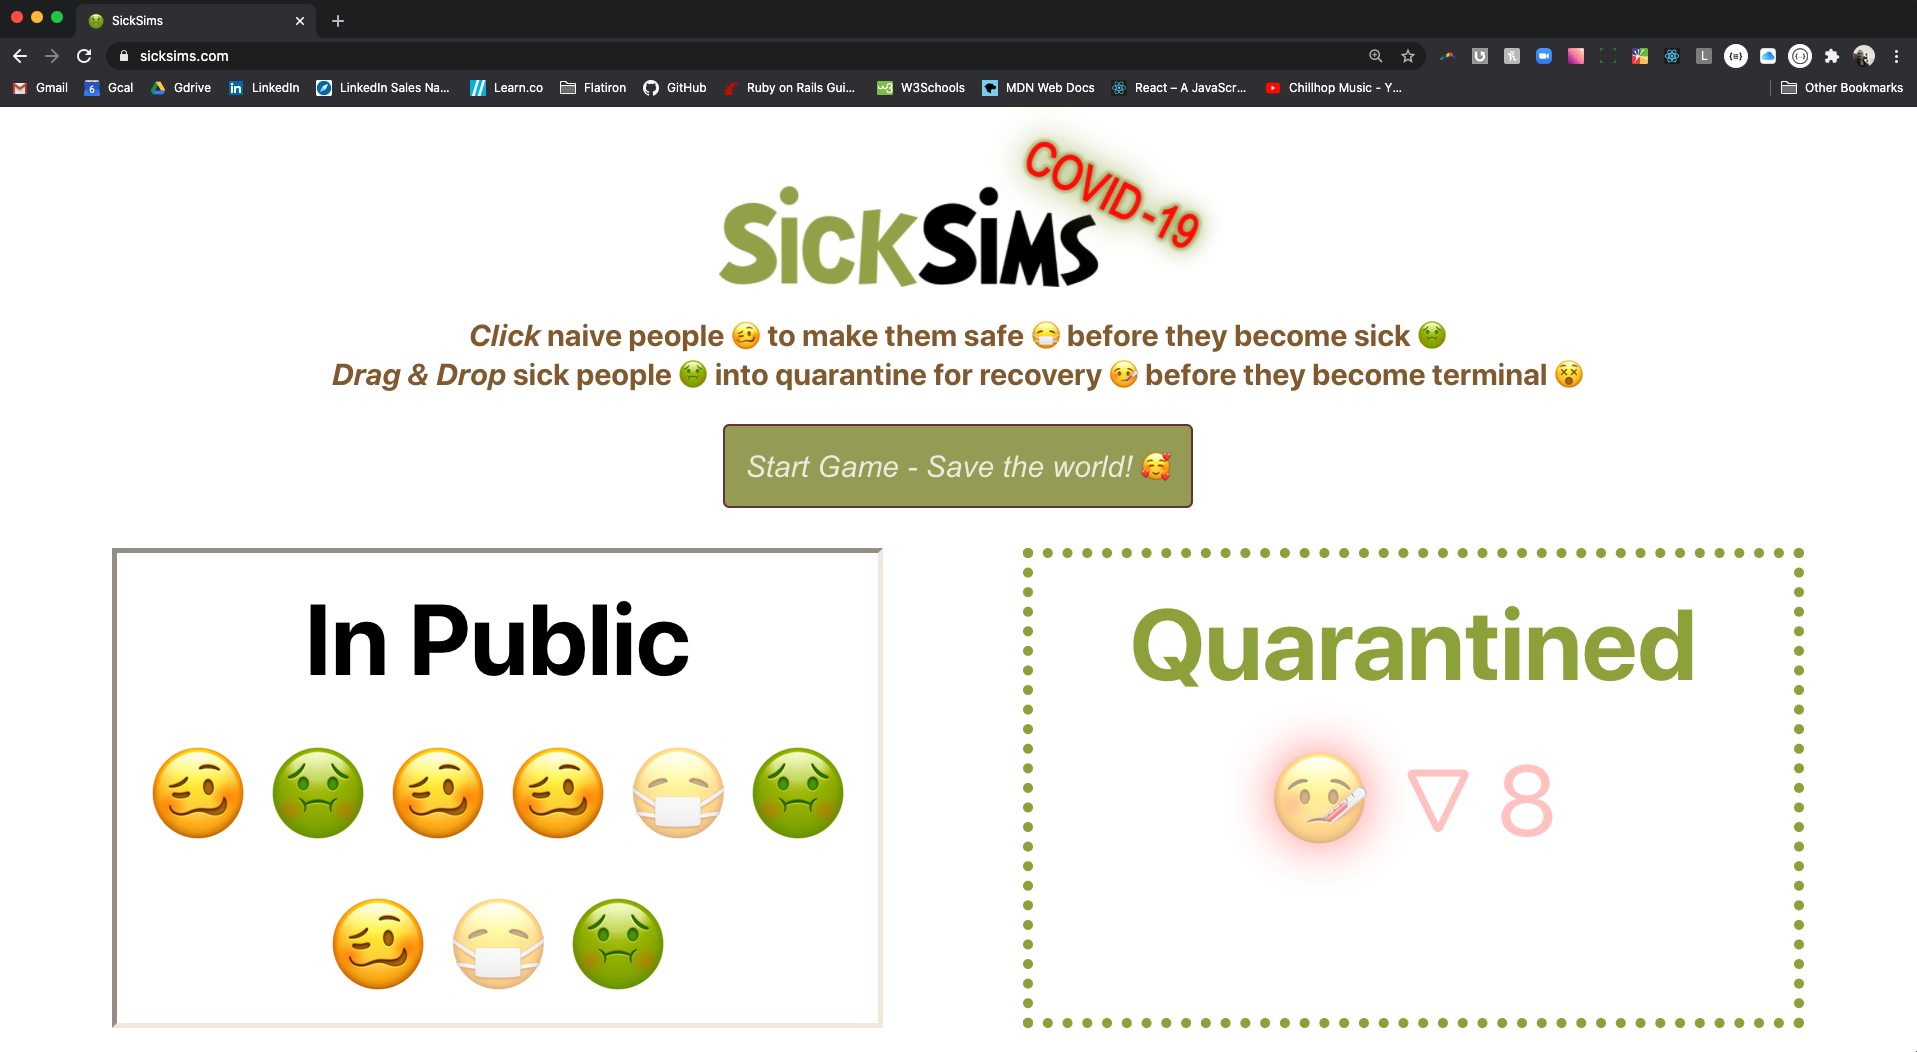 SickSims
sicksims.com
Gmail
Gcal
Gdrive
LinkedIn
LinkedIn Sales Na...
Learn.co
Flatiron
GitHub
Ruby on Rails Gui...
W3Schools
MDN Web Docs
React – A JavaScr...
Chillhop Music - Y...
Other Bookmarks
COVID-19
SickSims
Click naive people 🥴 to make them safe 😷 before they become sick 🤢
Drag & Drop sick people 🤢 into quarantine for recovery 🤒 before they become terminal 😵
Start Game - Save the world! 🥰
In Public
Quarantined
▽ 8